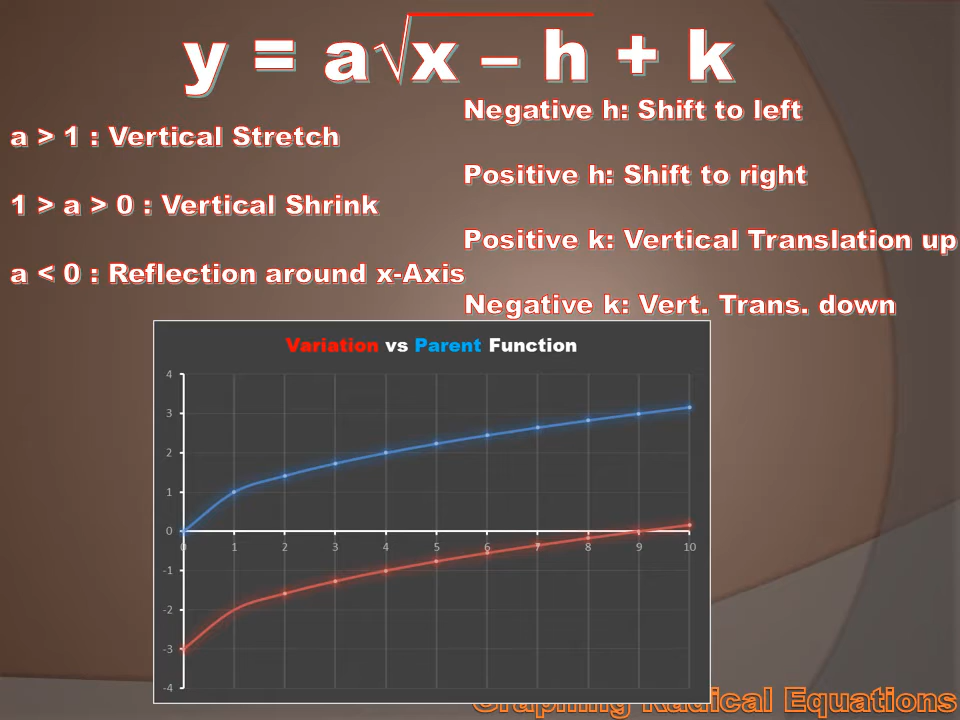 y = a√x – h + k
Negative h: Shift to left
a > 1 : Vertical Stretch
Positive h: Shift to right
1 > a > 0 : Vertical Shrink
Positive k: Vertical Translation up
a < 0 : Reflection around x-Axis
Negative k: Vert. Trans. down
Variation vs Parent Function
4
3
2
1
0
0 1 2 3 4 5 6 7 8 9 10
-1
-2
-3
-4
Graphing Radical Equations